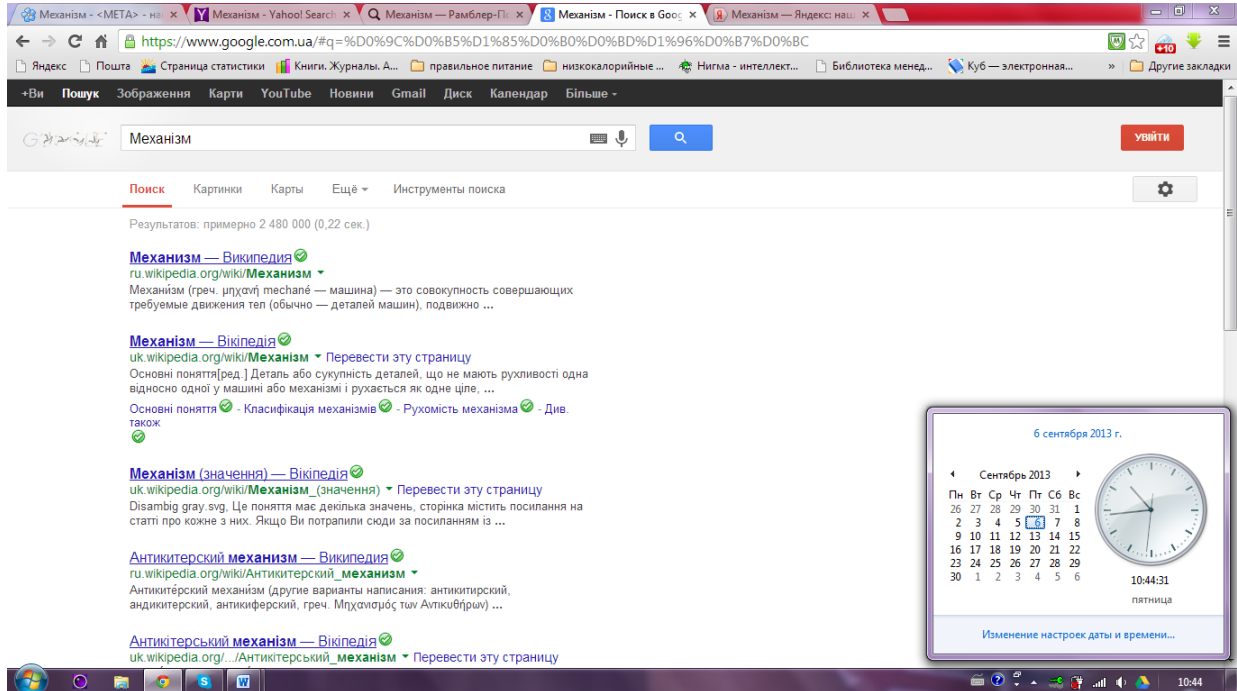 Механізм - <META> - на
Механізм - Yahoo! Search
Механізм — Рамблер-По
Механізм - Поиск в Goog
Механізм — Яндекс: наш
https://www.google.com.ua/#q=%D0%9C%D0%B5%D1%85%D0%B0%D0%BD%D1%96%D0%B7%D0%BC
+10
Яндекс Пошта Страница статистики Книги. Журналы. А... правильное питание низкокалорийные ... Нигма - интеллект... Библиотека менед... Куб — электронная... » Другие закладки
+Ви Пошук Зображення Карти YouTube Новини Gmail Диск Календар Більше
Механізм
УВІЙТИ
Поиск Картинки Карты Ещё Инструменты поиска
Результатов: примерно 2 480 000 (0,22 сек.)
Механизм — Википедия
ru.wikipedia.org/wiki/Механизм
Механи́зм (греч. μηχανή mechané — машина) — это совокупность совершающих
требуемые движения тел (обычно — деталей машин), подвижно ...
Механізм — Вікіпедія
uk.wikipedia.org/wiki/Механізм Перевести эту страницу
Основні поняття[ред.] Деталь або сукупність деталей, що не мають рухливості одна
відносно одної у машині або механізмі і рухається як одне ціле, ...
Основні поняття - Класифікація механізмів - Рухомість механізма - Див.
також
Механізм (значення) — Вікіпедія
uk.wikipedia.org/wiki/Механізм_(значення) Перевести эту страницу
Disambig gray.svg, Це поняття має декілька значень, сторінка містить посилання на
статті про кожне з них. Якщо Ви потрапили сюди за посиланням із ...
Антикитерский механизм — Википедия
ru.wikipedia.org/wiki/Антикитерский_механизм
Антиките́рский механи́зм (другие варианты написания: антикитирский,
андикитерский, антикиферский, греч. Μηχανισμός των Αντικυθήρων) ...
Антикітерський механізм — Вікіпедія
uk.wikipedia.org/.../Антикітерський_механізм Перевести эту страницу
6 сентября 2013 г.
Сентябрь 2013
Пн Вт Ср Чт Пт Сб Вс
26 27 28 29 30 31 1
2 3 4 5 6 7 8
9 10 11 12 13 14 15
16 17 18 19 20 21 22
23 24 25 26 27 28 29
30 1 2 3 4 5 6
10:44:31
пятница
Изменение настроек даты и времени...
10:44